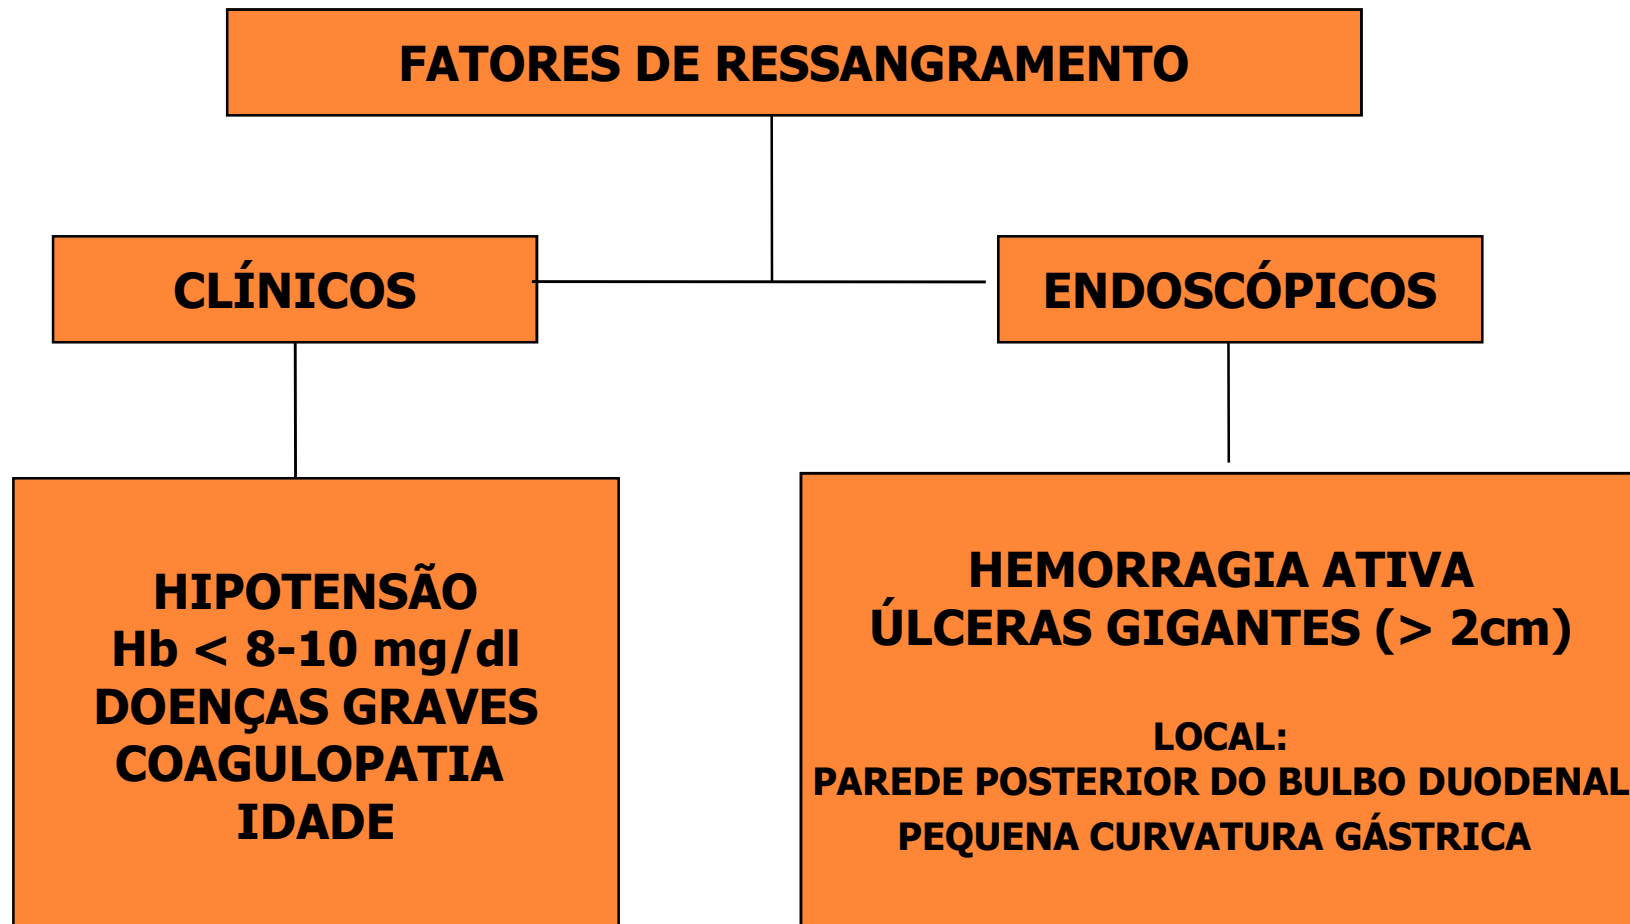 FATORES DE RESSANGRAMENTO
CLÍNICOS
ENDOSCÓPICOS
HIPOTENSÃO
Hb < 8-10 mg/dl
DOENÇAS GRAVES
COAGULOPATIA
IDADE
HEMORRAGIA ATIVA
ÚLCERAS GIGANTES (> 2cm)
LOCAL:
PAREDE POSTERIOR DO BULBO DUODENAL
PEQUENA CURVATURA GÁSTRICA